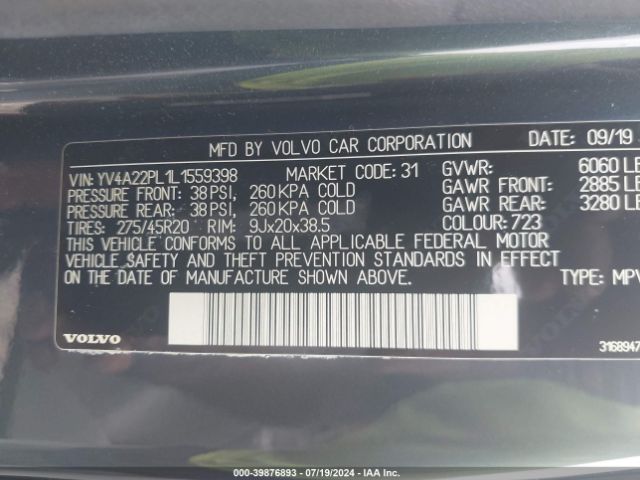 MFD BY VOLVO CAR CORPORATION DATE: 09/19
VIN: YV4A22PL1L1559398 MARKET CODE: 31 GVWR: 6060 LB
PRESSURE FRONT: 38 PSI, 260 KPA COLD GAWR FRONT: 2885 LB
PRESSURE REAR: 38 PSI, 260 KPA COLD GAWR REAR: 3280 LB
TIRES: 275/45R20 RIM: 9Jx20x38.5 COLOUR: 723
THIS VEHICLE CONFORMS TO ALL APPLICABLE FEDERAL MOTOR
VEHICLE SAFETY AND THEFT PREVENTION STANDARDS IN EFFECT
ON THE DATE OF MANUFACTURE SHOWN ABOVE. TYPE: MPV
VOLVO 3168947
000-39876893 / 07/19/2024 - IAA Inc.